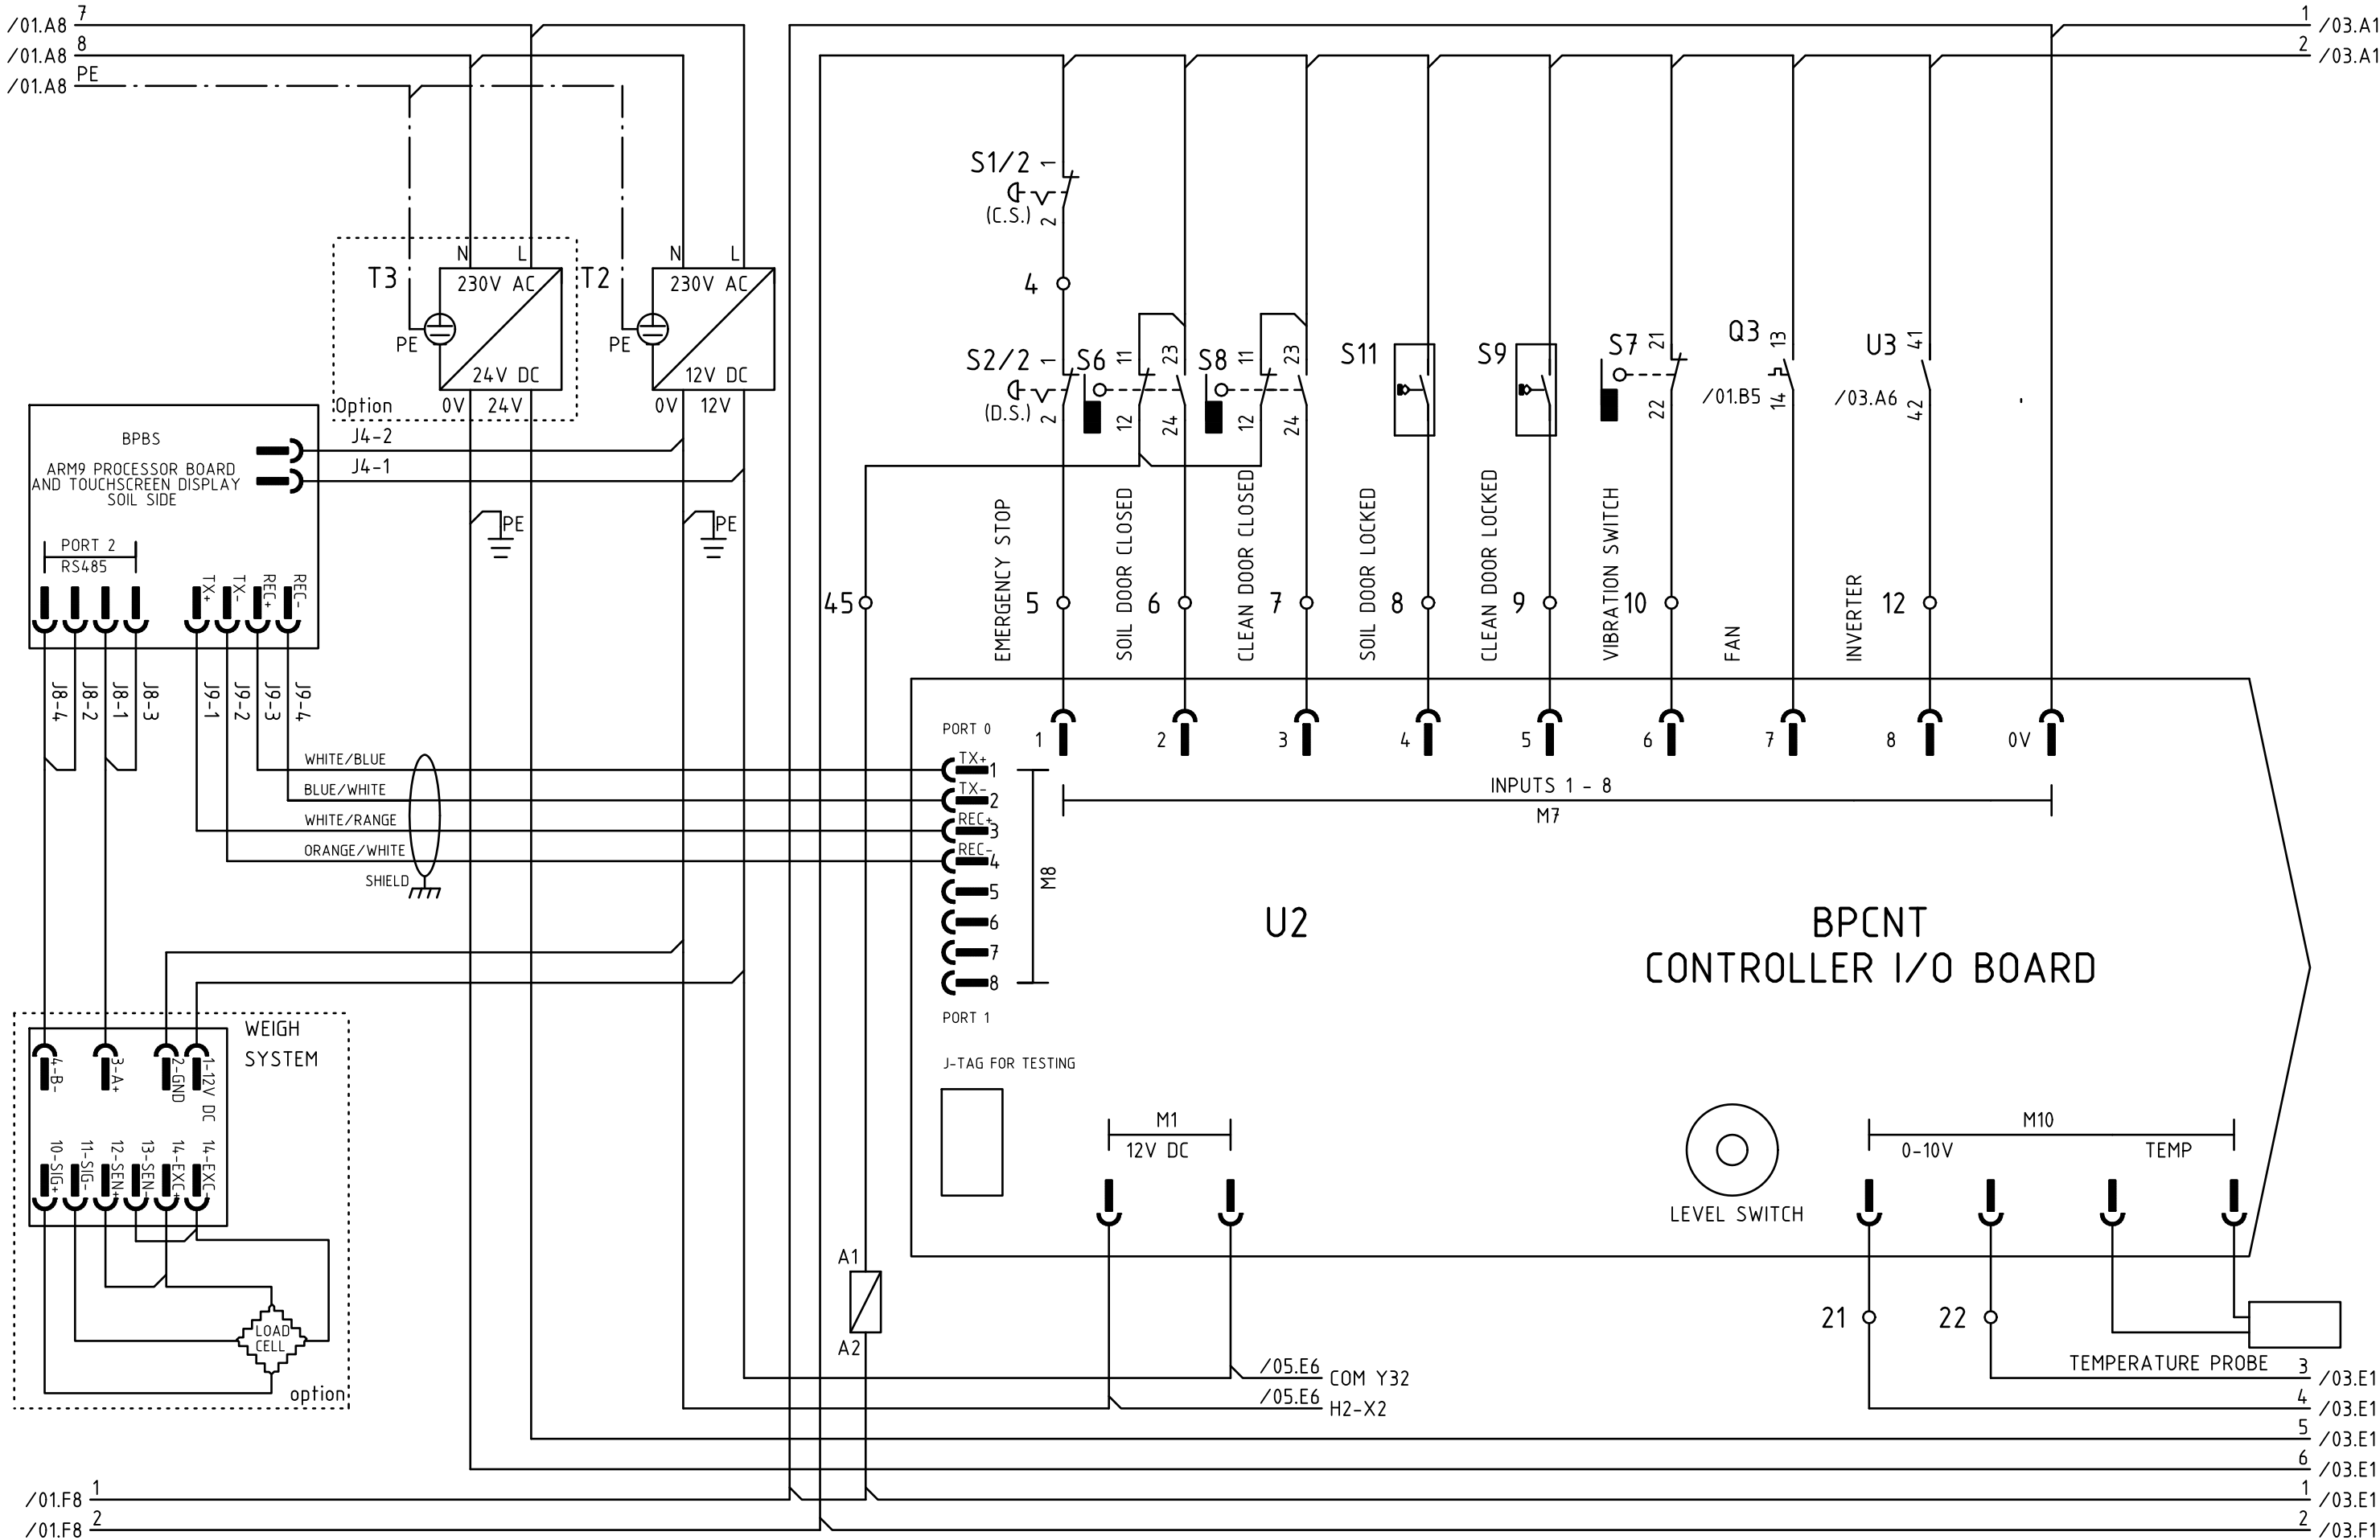 7
/01.A8
8
/01.A8
PE
/01.A8
1
/03.A1
2
/03.A1
S1/2 1
(C.S.) 2
4
N L
T3
230V AC
PE
24V DC
Option 0V 24V
N L
T2
230V AC
PE
12V DC
0V 12V
S2/2 1
(D.S.) 2
S6 11 23
12 24
S8 11 23
12 24
S11
S9
S7 21
22
Q3 13
/01.B5 14
U3 41
/03.A6 42
BPBS
ARM9 PROCESSOR BOARD
AND TOUCHSCREEN DISPLAY
SOIL SIDE
J4-2
J4-1
PE
PE
PORT 2
RS485
TX+
TX-
REC+
REC-
J8-4
J8-2
J8-1
J8-3
J9-1
J9-2
J9-3
J9-4
45
EMERGENCY STOP
5
SOIL DOOR CLOSED
6
CLEAN DOOR CLOSED
7
SOIL DOOR LOCKED
8
CLEAN DOOR LOCKED
9
VIBRATION SWITCH
10
FAN
INVERTER
12
WHITE/BLUE
BLUE/WHITE
WHITE/RANGE
ORANGE/WHITE
SHIELD
PORT 0
TX+
1
TX-
2
REC+
3
REC-
4
5
6
7
8
M8
PORT 1
J-TAG FOR TESTING
1 2 3 4 5 6 7 8 0V
INPUTS 1 - 8
M7
U2
BPCNT
CONTROLLER I/O BOARD
WEIGH
SYSTEM
4-B-
3-A+
2-GND
1-12V DC
10-SIG+
11-SIG-
12-SEN+
13-SEN-
14-EXC+
14-EXC-
LOAD
CELL
option
M1
12V DC
LEVEL SWITCH
M10
0-10V TEMP
A1
A2
21
22
TEMPERATURE PROBE
/05.E6 COM Y32
/05.E6 H2-X2
3
/03.E1
4
/03.E1
5
/03.E1
6
/03.E1
1
/01.F8
1
/03.E1
2
/01.F8
2
/03.F1